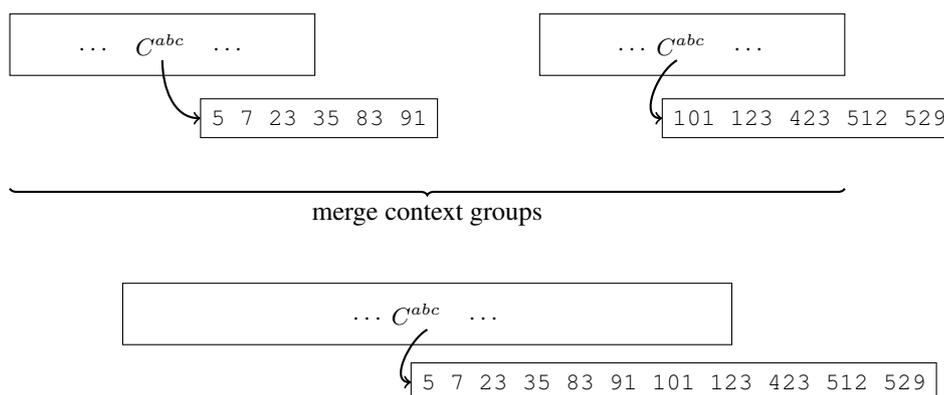 ··· C^abc ··· ··· C^abc ···
5 7 23 35 83 91 101 123 423 512 529
merge context groups
··· C^abc ···
5 7 23 35 83 91 101 123 423 512 529